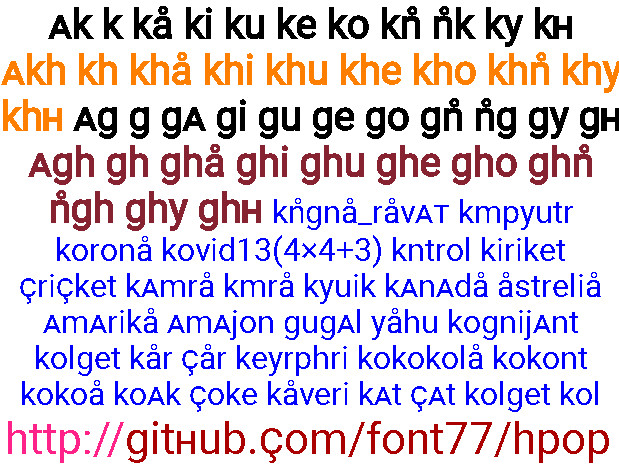 ᴀk k kå ki ku ke ko kn̊ n̊k ky kʜ
ᴀkh kh khå khi khu khe kho khn̊ khy
khʜ ᴀg g gᴀ gi gu ge go gn̊ n̊g gy gʜ
ᴀgh gh ghå ghi ghu ghe gho ghn̊
n̊gh ghy ghʜ kn̊gnå_råvᴀᴛ kmpyutr
koronå kovid13(4×4+3) kntrol kiriket
çriçket kᴀmrå kmrå kyuik kᴀnᴀdå åstreliå
ᴀmᴀrikå ᴀmᴀjon gugᴀl yåhu kognijᴀnt
kolget kår çår keyrphri kokokolå kokont
kokoå koᴀk çoke kåveri kᴀt çᴀt kolget kol
http://gitʜub.çom/font77/hpop